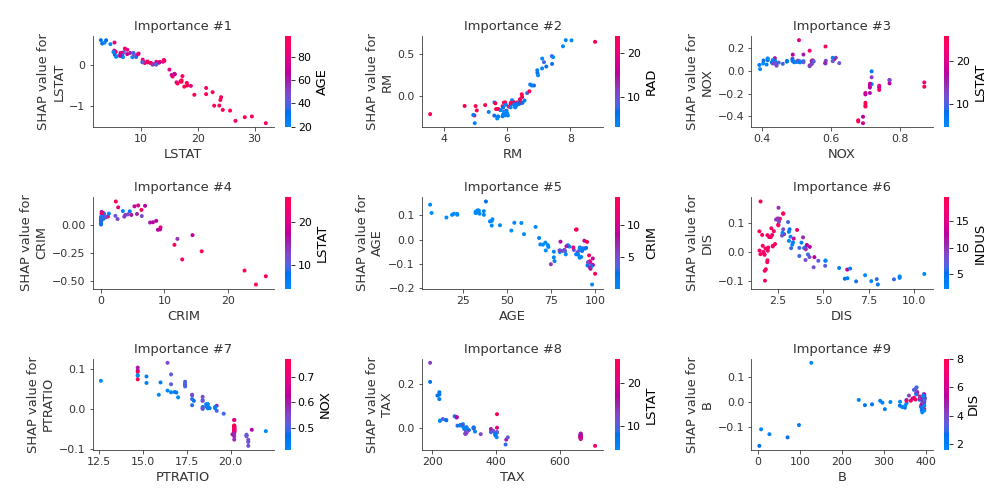 Importance #1
SHAP value for
LSTAT
0
−1
10
20
30
LSTAT
80
60
40
20
AGE
Importance #2
SHAP value for
RM
0.5
0.0
4
6
8
RM
20
10
RAD
Importance #3
SHAP value for
NOX
0.2
0.0
−0.2
−0.4
0.4
0.6
0.8
NOX
20
10
LSTAT
Importance #4
SHAP value for
CRIM
0.00
−0.25
−0.50
0
10
20
CRIM
20
10
LSTAT
Importance #5
SHAP value for
AGE
0.1
0.0
−0.1
−0.2
25
50
75
100
AGE
10
5
CRIM
Importance #6
SHAP value for
DIS
0.1
0.0
−0.1
2.5
5.0
7.5
10.0
DIS
15
10
5
INDUS
Importance #7
SHAP value for
PTRATIO
0.1
0.0
−0.1
12.5
15.0
17.5
20.0
PTRATIO
0.7
0.6
0.5
NOX
Importance #8
SHAP value for
TAX
0.2
0.0
200
400
600
TAX
20
10
LSTAT
Importance #9
SHAP value for
B
0.1
0.0
−0.1
0
100
200
300
400
B
8
6
4
2
DIS